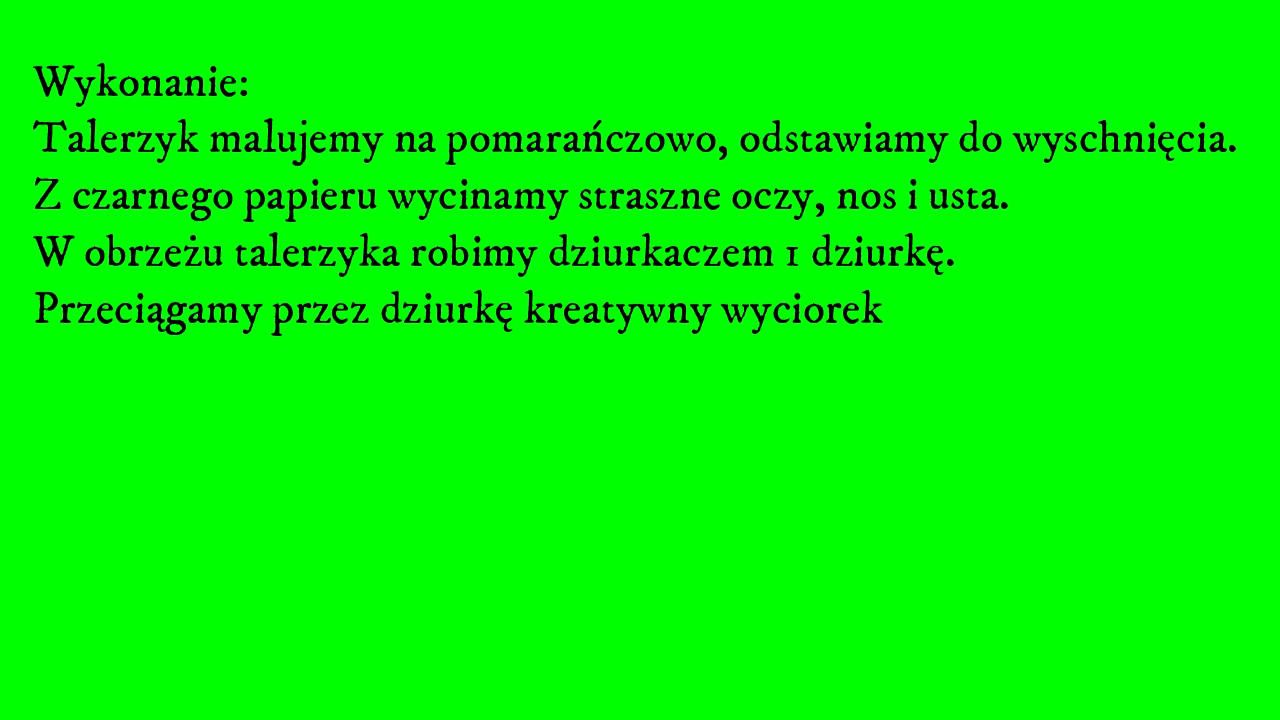 Wykonanie:
Talerzyk malujemy na pomarańczowo, odstawiamy do wyschnięcia.
Z czarnego papieru wycinamy straszne oczy, nos i usta.
W obrzeżu talerzyka robimy dziurkaczem 1 dziurkę.
Przeciągamy przez dziurkę kreatywny wyciorek